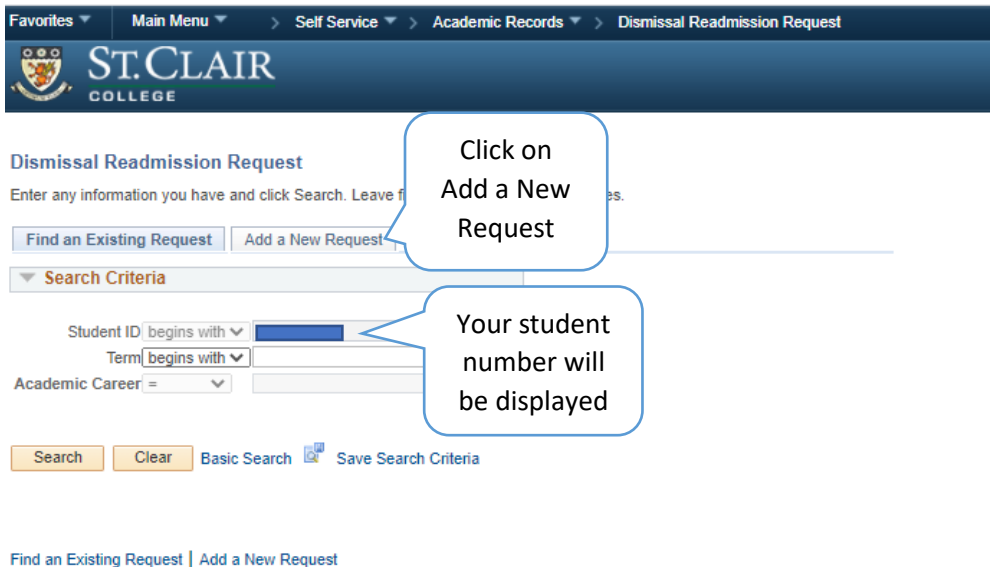 Favorites Main Menu > Self Service > Academic Records > Dismissal Readmission Request
ST. CLAIR
COLLEGE
Dismissal Readmission Request
Enter any information you have and click Search. Leave f es.
Click on
Add a New
Request
Find an Existing Request Add a New Request
Search Criteria
Student ID begins with
Term begins with
Academic Career =
Your student
number will
be displayed
Search Clear Basic Search Save Search Criteria
Find an Existing Request | Add a New Request